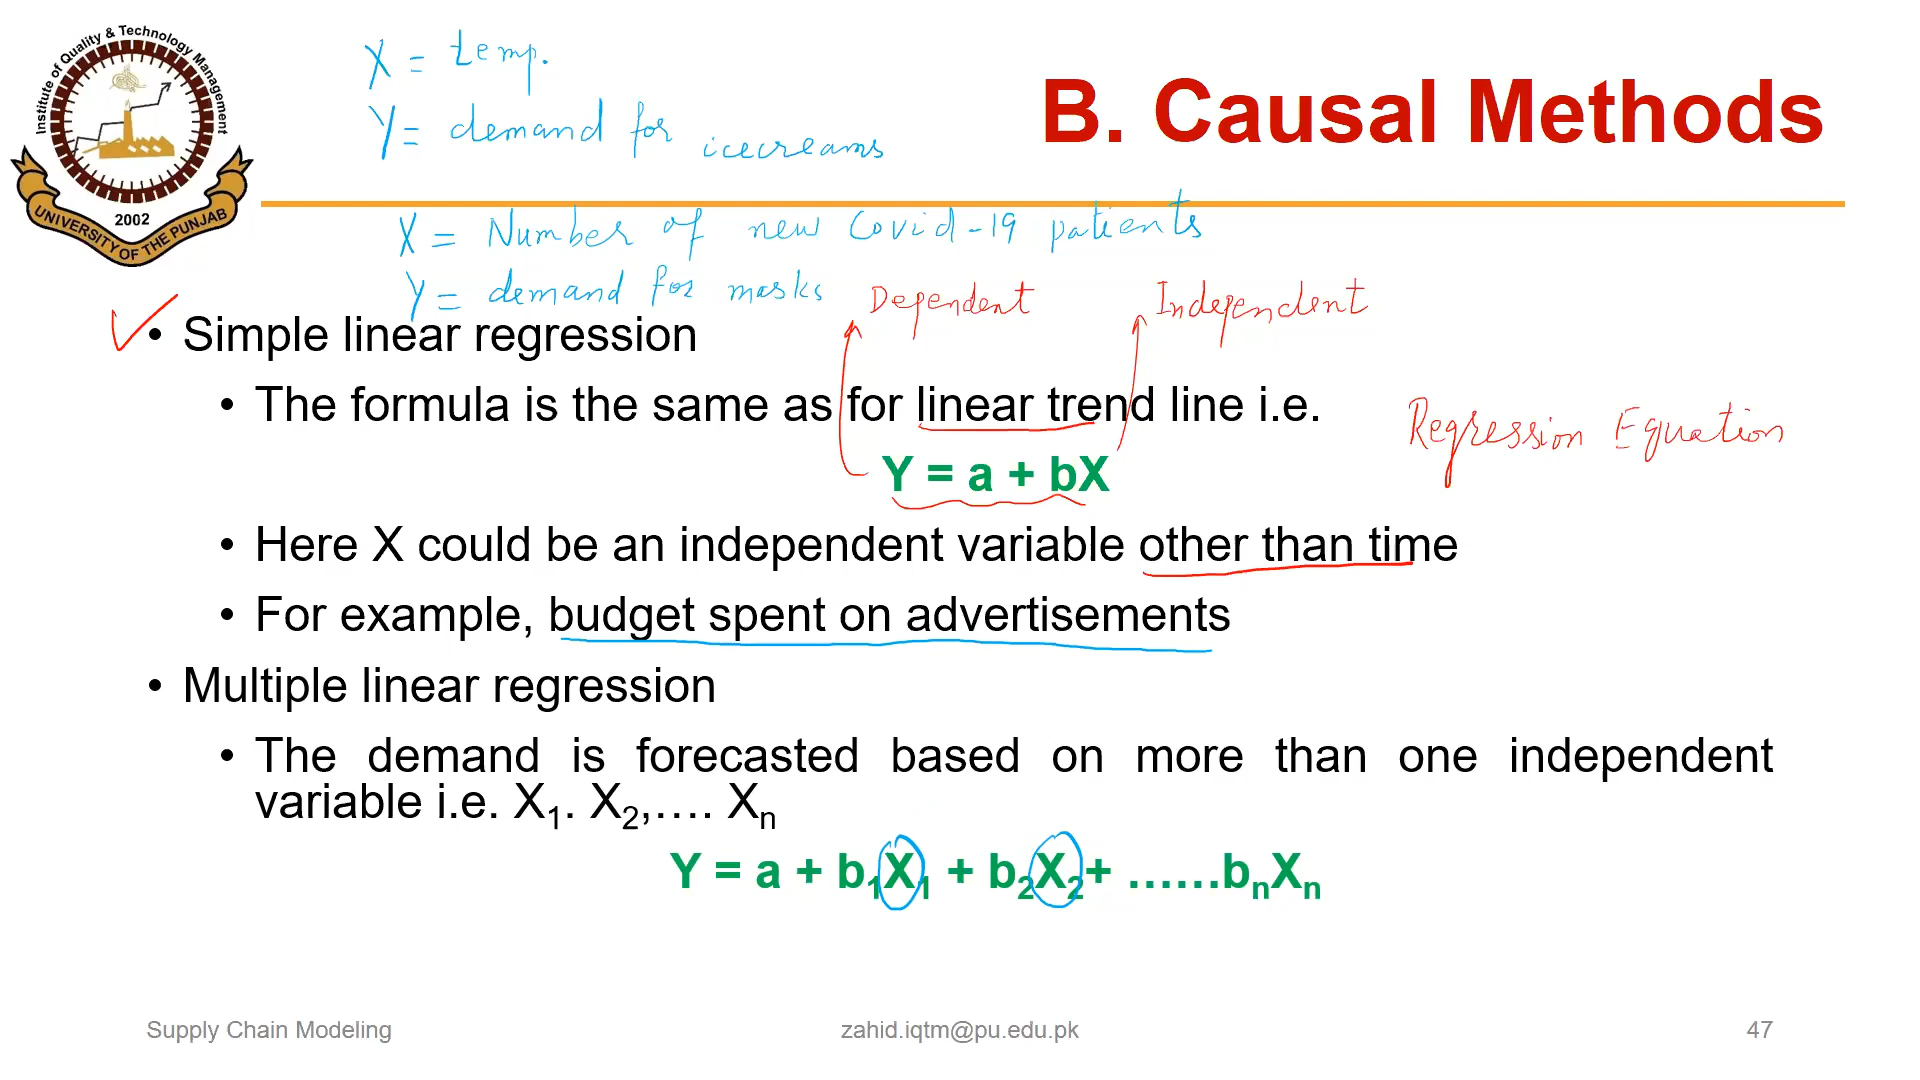 Institute of Quality & Technology Management
2002
UNIVERSITY OF THE PUNJAB
X = temp.
Y = demand for icecreams
B. Causal Methods
X = Number of new Covid-19 patients
Y = demand for masks
Dependent
Independent
• Simple linear regression
• The formula is the same as for linear trend line i.e.
Regression Equation
Y = a + bX
• Here X could be an independent variable other than time
• For example, budget spent on advertisements
• Multiple linear regression
• The demand is forecasted based on more than one independent
variable i.e. X₁. X₂,…. Xₙ
Y = a + b₁X₁ + b₂X₂+ ……bₙXₙ
Supply Chain Modeling
zahid.iqtm@pu.edu.pk
47